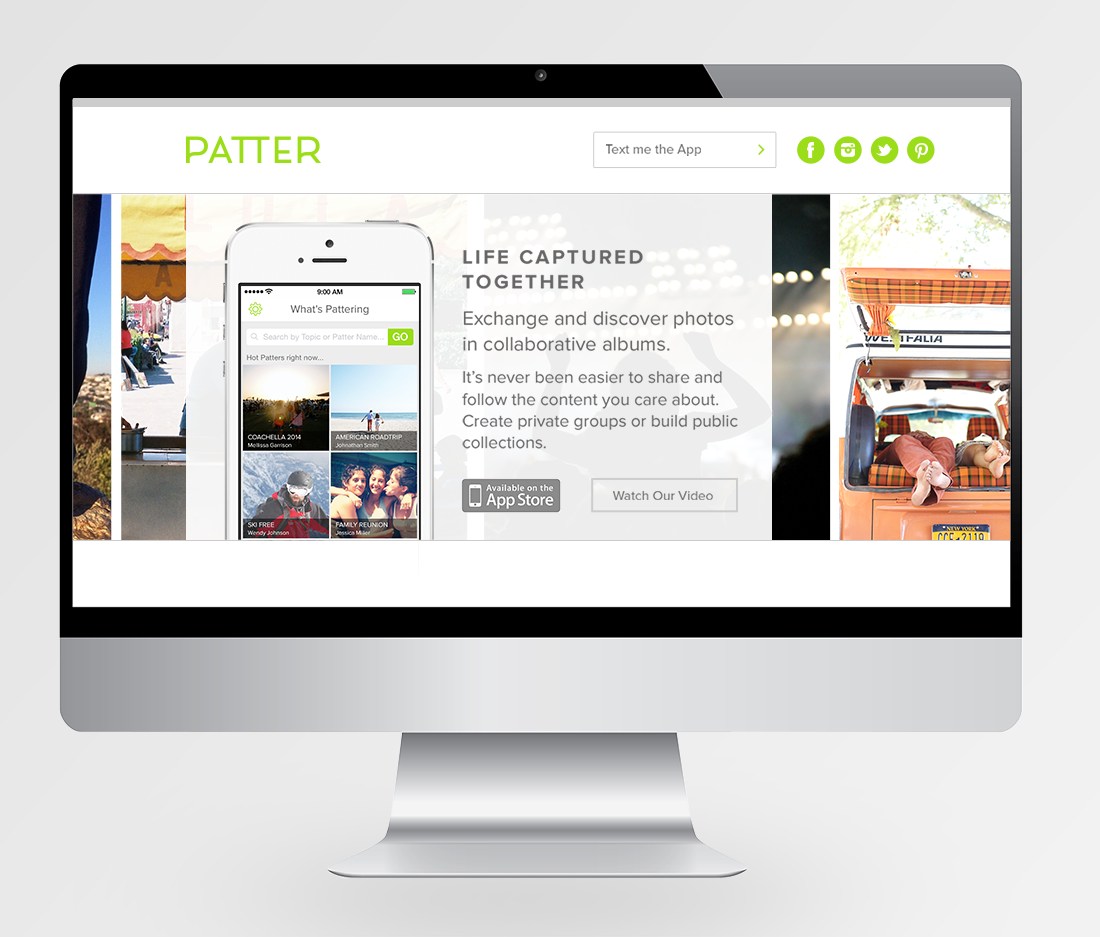 PATTER
Text me the App
LIFE CAPTURED
TOGETHER
Exchange and discover photos
in collaborative albums.
It's never been easier to share and
follow the content you care about.
Create private groups or build public
collections.
Available on the
App Store
Watch Our Video
9:00 AM
What's Pattering
Search by Topic or Patter Name...
GO
Hot Patters right now...
COACHELLA 2014
Mellissa Garrison
AMERICAN ROADTRIP
Johnathan Smith
SKI FREE
Wendy Johnson
FAMILY REUNION
Jessica Miller
A
WESTFALIA
NEW YORK